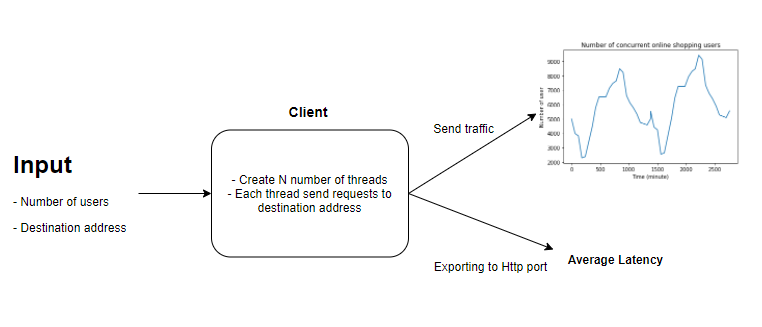 Number of concurrent online shopping users
9000
8000
7000
6000
5000
4000
3000
2000
Number of user
0
500
1000
1500
2000
2500
Time (minute)
Client
Send traffic
Input
- Number of users
- Destination address
- Create N number of threads
- Each thread send requests to
destination address
Exporting to Http port
Average Latency